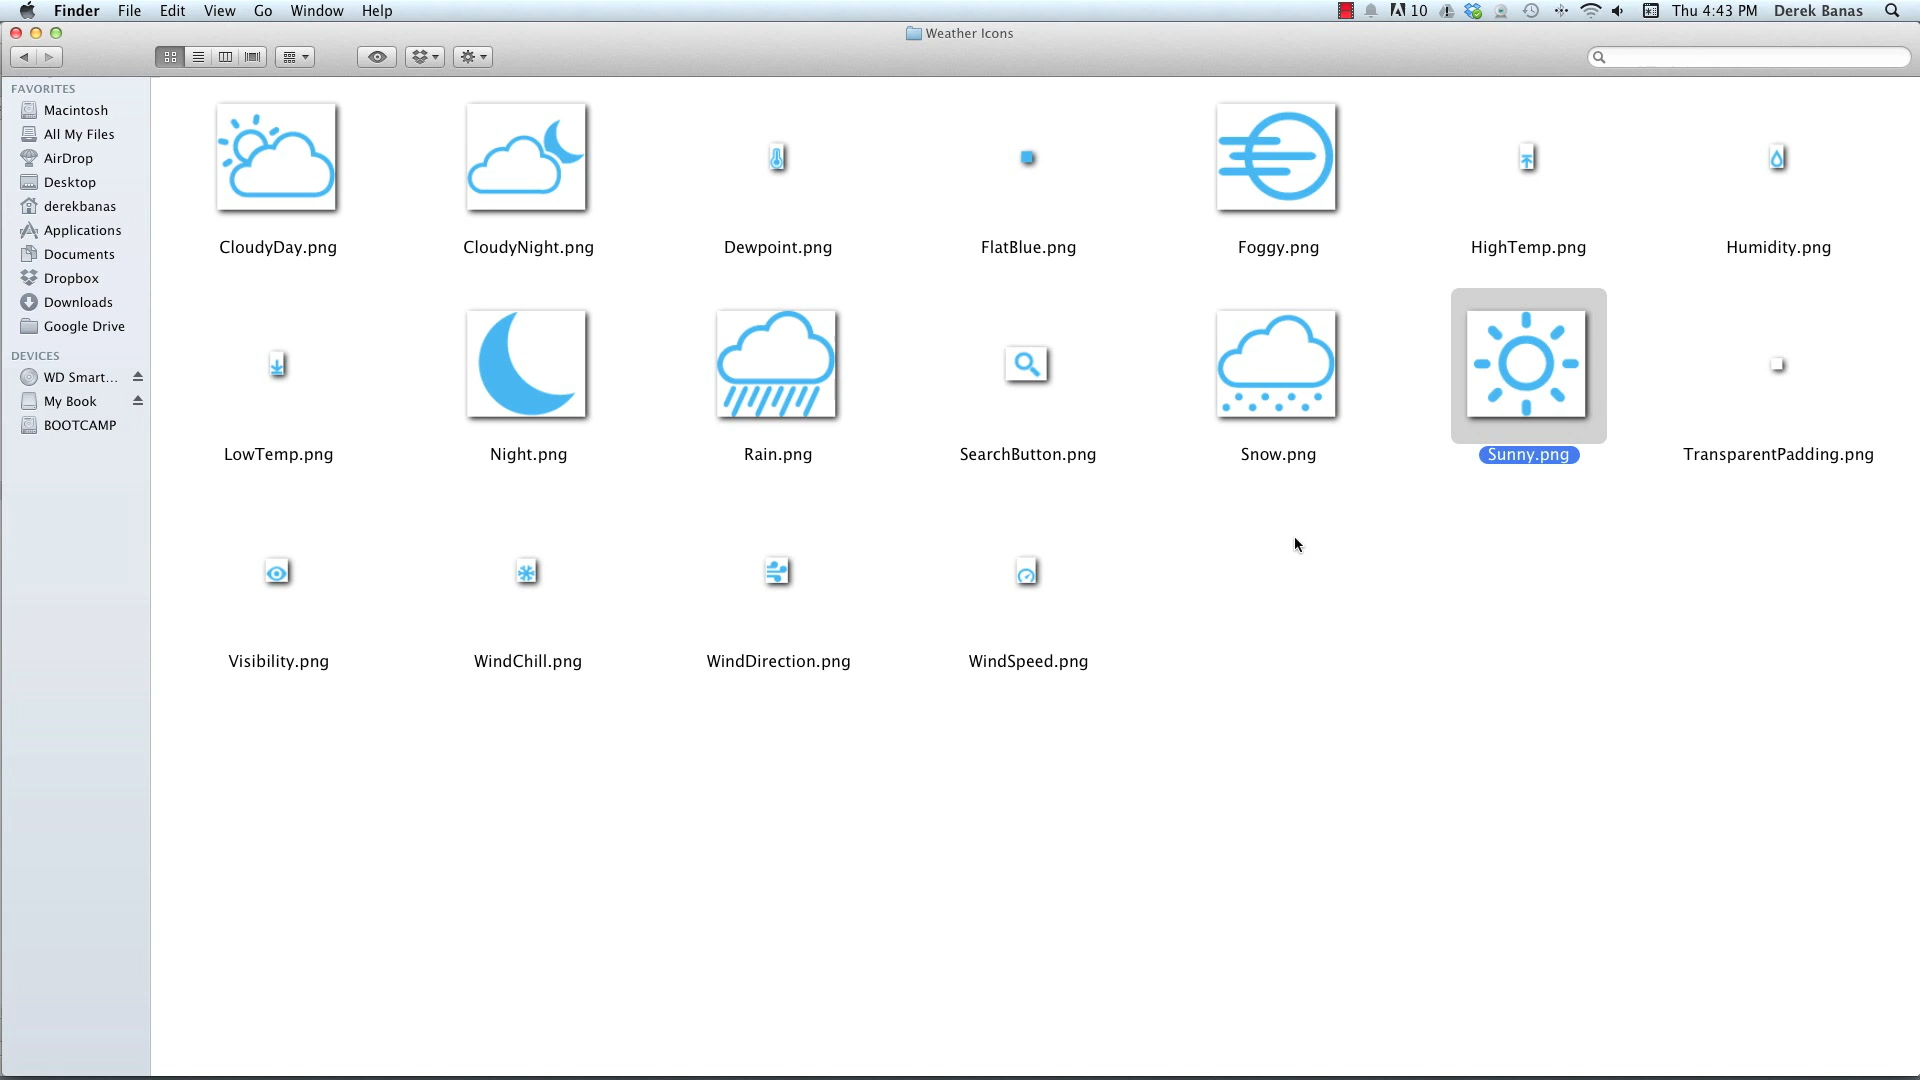 Finder File Edit View Go Window Help 10 Thu 4:43 PM Derek Banas
Weather Icons
FAVORITES
Macintosh
All My Files
AirDrop
Desktop
derekbanas
Applications
Documents
Dropbox
Downloads
Google Drive
DEVICES
WD Smart...
My Book
BOOTCAMP
CloudyDay.png CloudyNight.png Dewpoint.png FlatBlue.png Foggy.png HighTemp.png Humidity.png
LowTemp.png Night.png Rain.png SearchButton.png Snow.png Sunny.png TransparentPadding.png
Visibility.png WindChill.png WindDirection.png WindSpeed.png